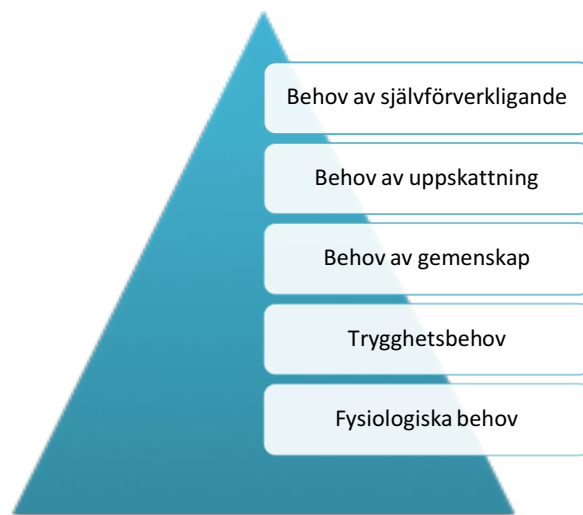 Behov av självförverkligande
Behov av uppskattning
Behov av gemenskap
Trygghetsbehov
Fysiologiska behov